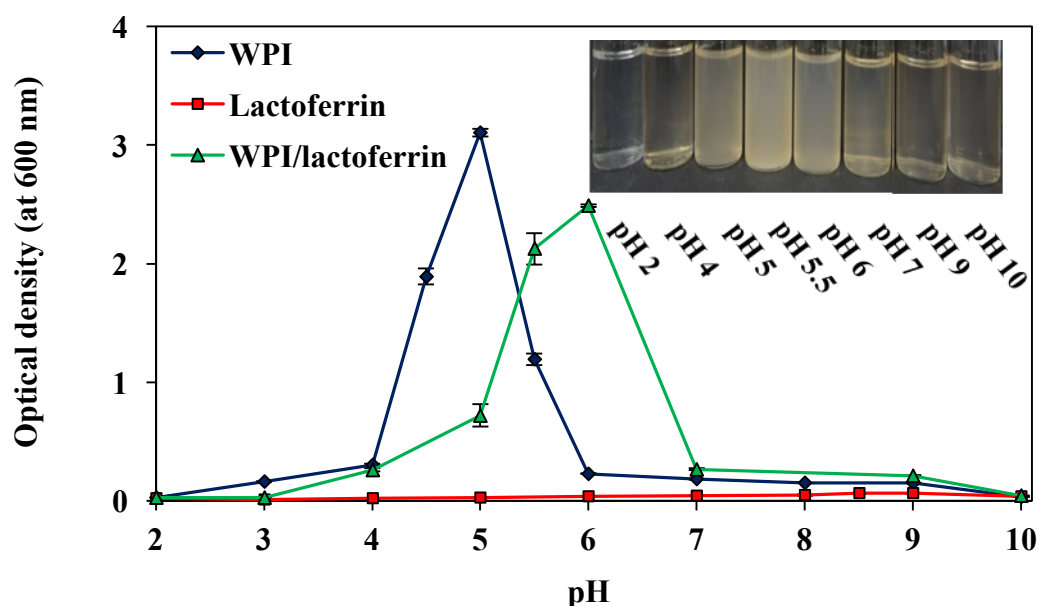 4
3
2
1
0
Optical density (at 600 nm)
WPI
Lactoferrin
WPI/lactoferrin
pH 2 pH 4 pH 5 pH 5.5 pH 6 pH 7 pH 9 pH 10
2 3 4 5 6 7 8 9 10
pH